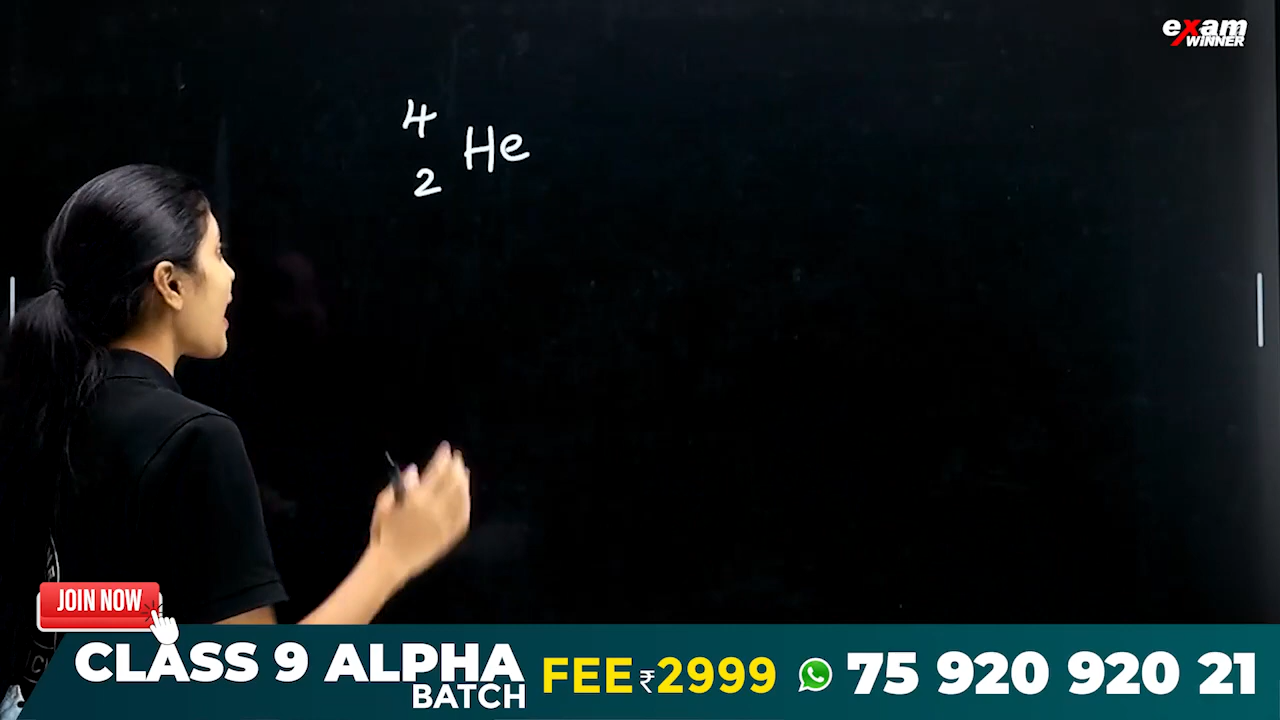 exam
WINNER
4
He
2
JOIN NOW
CLASS 9 ALPHA
BATCH
FEE ₹2999
75 920 920 21